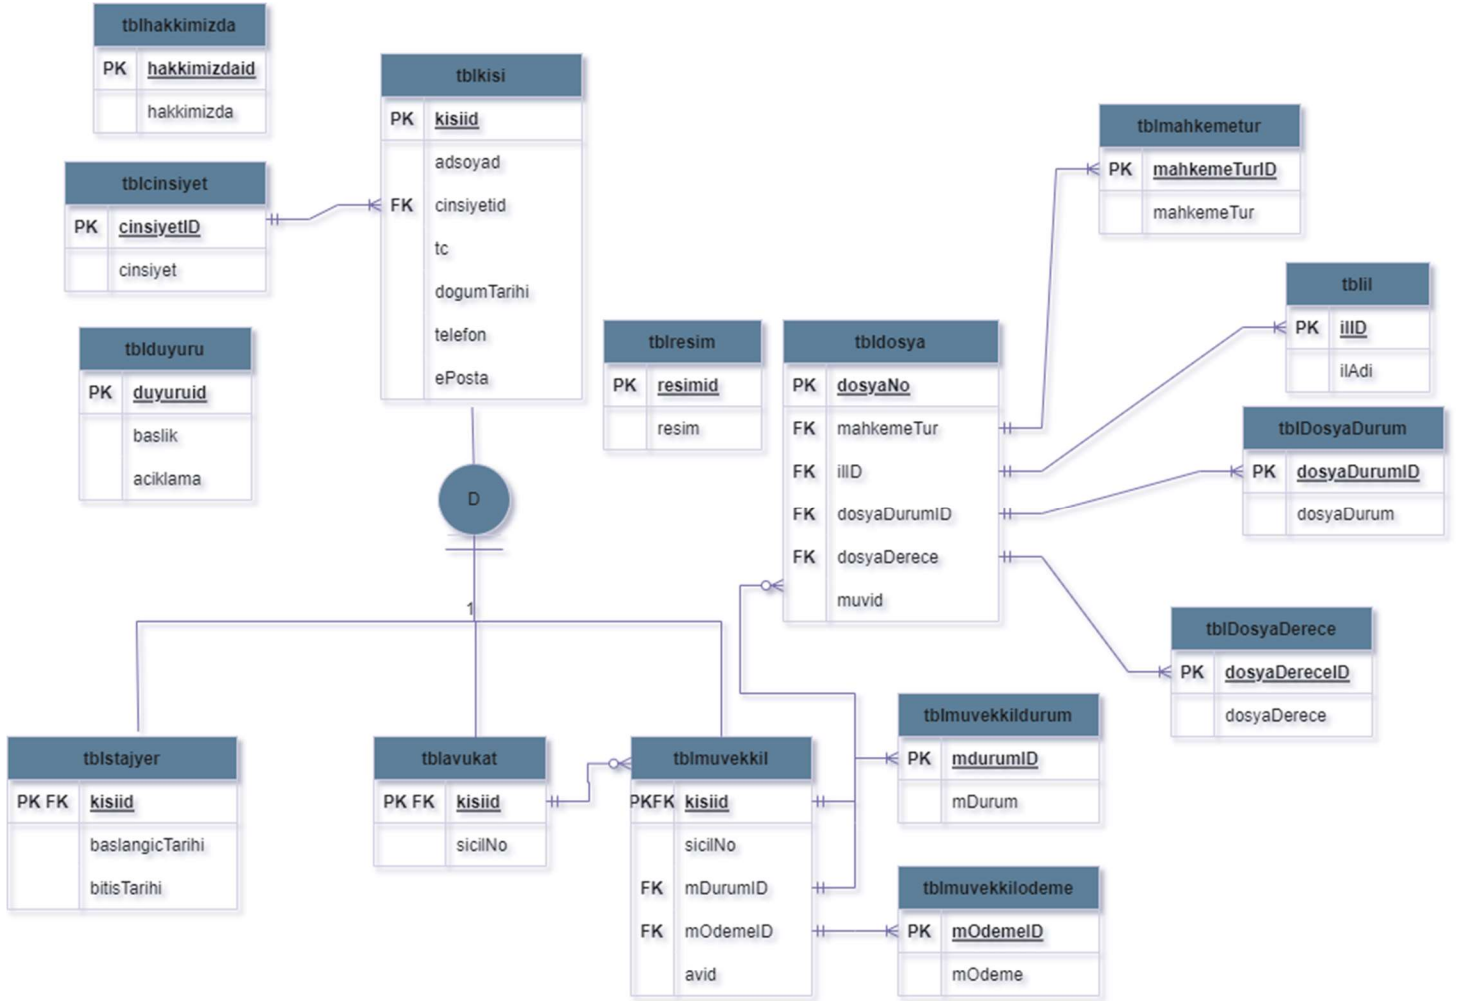 tblhakkimizda
PK hakkimizdaid
hakkimizda
tblcinsiyet
PK cinsiyetID
cinsiyet
tblduyuru
PK duyuruid
baslik
aciklama
tblkisi
PK kisiid
adsoyad
FK cinsiyetid
tc
dogumTarihi
telefon
ePosta
D
1
tblresim
PK resimid
resim
tbldosya
PK dosyaNo
FK mahkemeTur
FK ilID
FK dosyaDurumID
FK dosyaDerece
muvid
tblmahkemetur
PK mahkemeTurID
mahkemeTur
tblil
PK ilID
ilAdi
tblDosyaDurum
PK dosyaDurumID
dosyaDurum
tblDosyaDerece
PK dosyaDereceID
dosyaDerece
tblstajyer
PK FK kisiid
baslangicTarihi
bitisTarihi
tblavukat
PK FK kisiid
sicilNo
tblmuvekkil
PKFK kisiid
sicilNo
FK mDurumID
FK mOdemeID
avid
tblmuvekkildurum
PK mdurumID
mDurum
tblmuvekkilodeme
PK mOdemeID
mOdeme